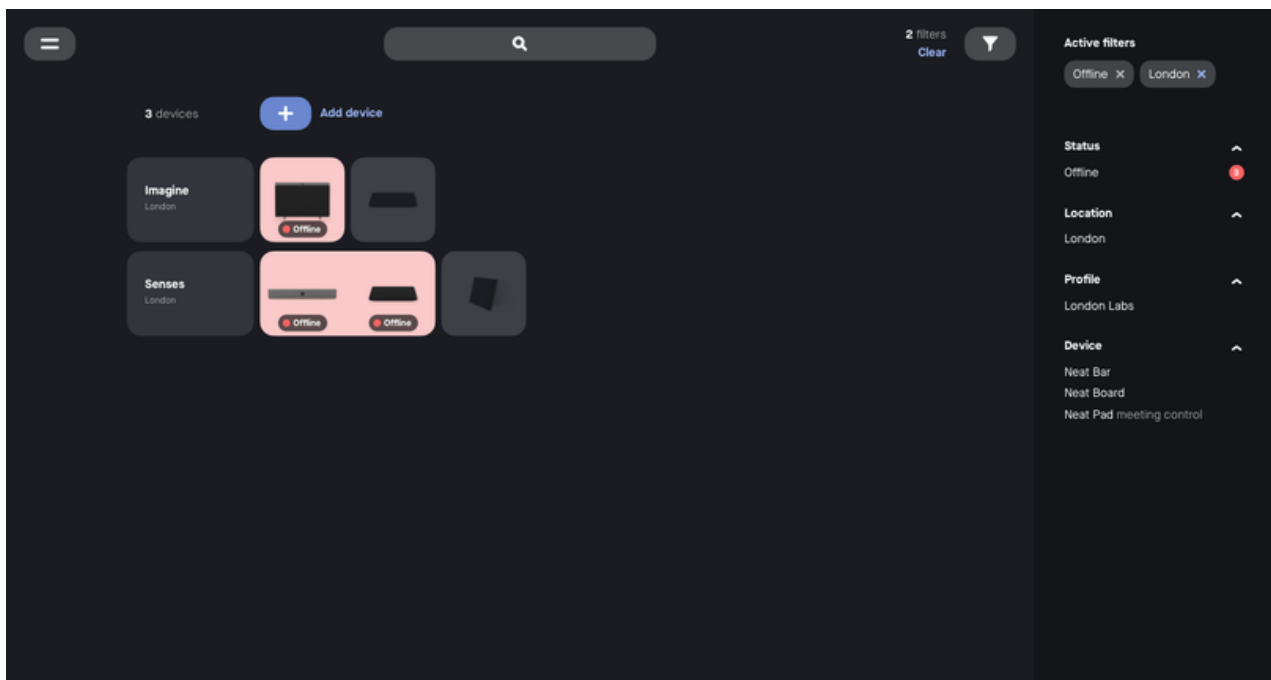 2 filters
Clear
3 devices
Add device
Imagine
London
Offline
Senses
London
Offline
Offline
Active filters
Offline
London
Status
Offline
3
Location
London
Profile
London Labs
Device
Neat Bar
Neat Board
Neat Pad meeting control